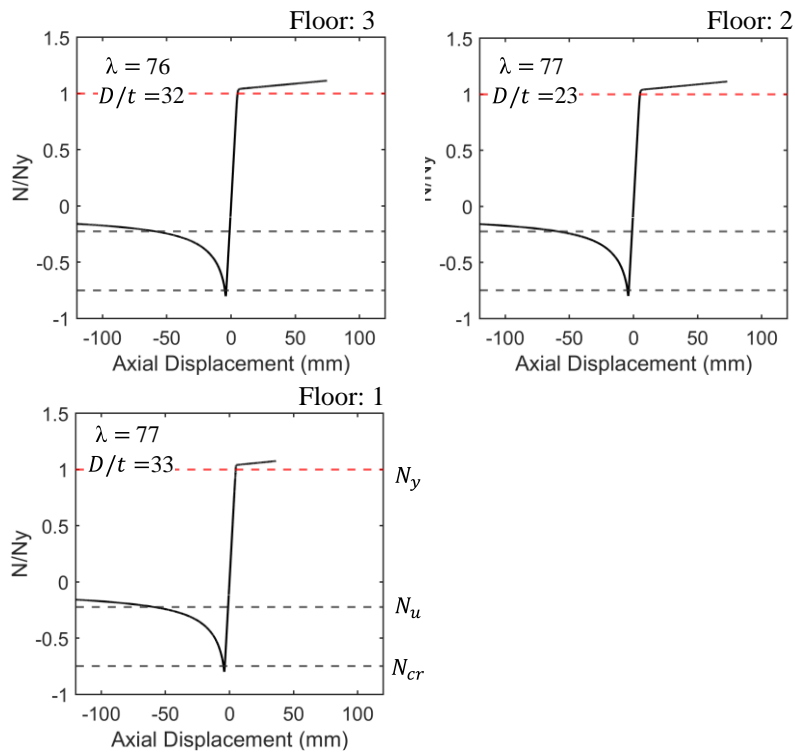 Floor: 3
1.5
λ = 76
D/t =32
1
0.5
0
-0.5
-1
N/Ny
-100 -50 0 50 100
Axial Displacement (mm)
Floor: 2
1.5
λ = 77
D/t =23
1
0.5
0
-0.5
-1
N/Ny
-100 -50 0 50 100
Axial Displacement (mm)
Floor: 1
1.5
λ = 77
D/t =33
1
0.5
0
-0.5
-1
N/Ny
N_y
N_u
N_cr
-100 -50 0 50 100
Axial Displacement (mm)